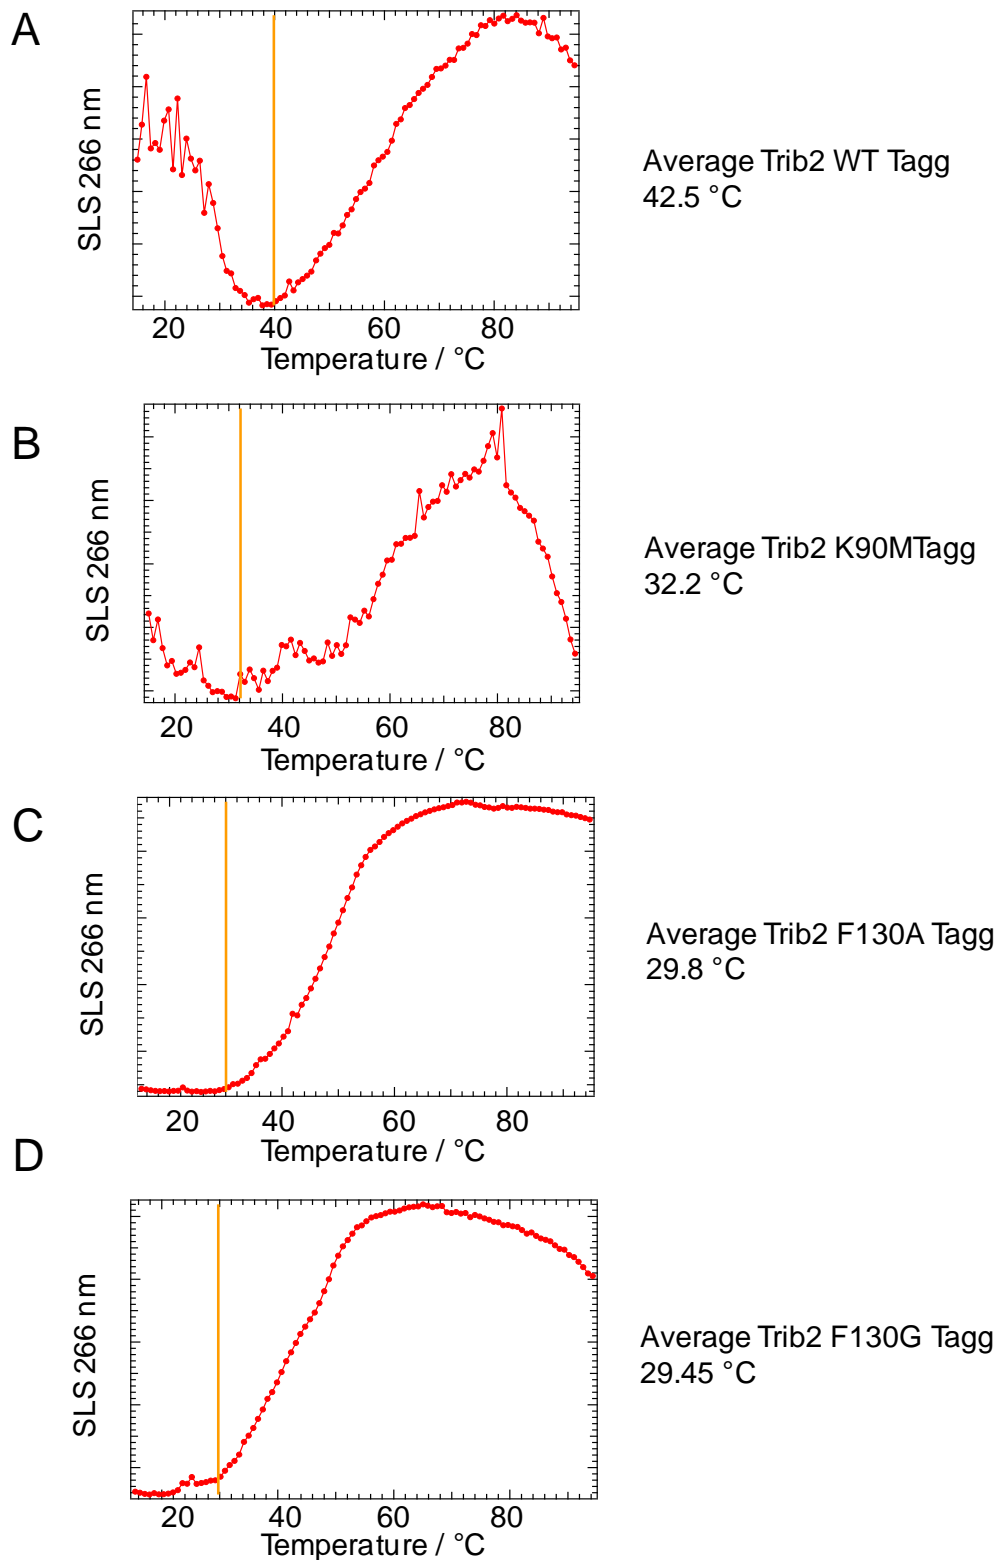 A
SLS 266 nm
20 40 60 80
Temperature / °C
Average Trib2 WT Tagg
42.5 °C
B
SLS 266 nm
20 40 60 80
Temperature / °C
Average Trib2 K90MTagg
32.2 °C
C
SLS 266 nm
20 40 60 80
Temperature / °C
Average Trib2 F130A Tagg
29.8 °C
D
SLS 266 nm
20 40 60 80
Temperature / °C
Average Trib2 F130G Tagg
29.45 °C